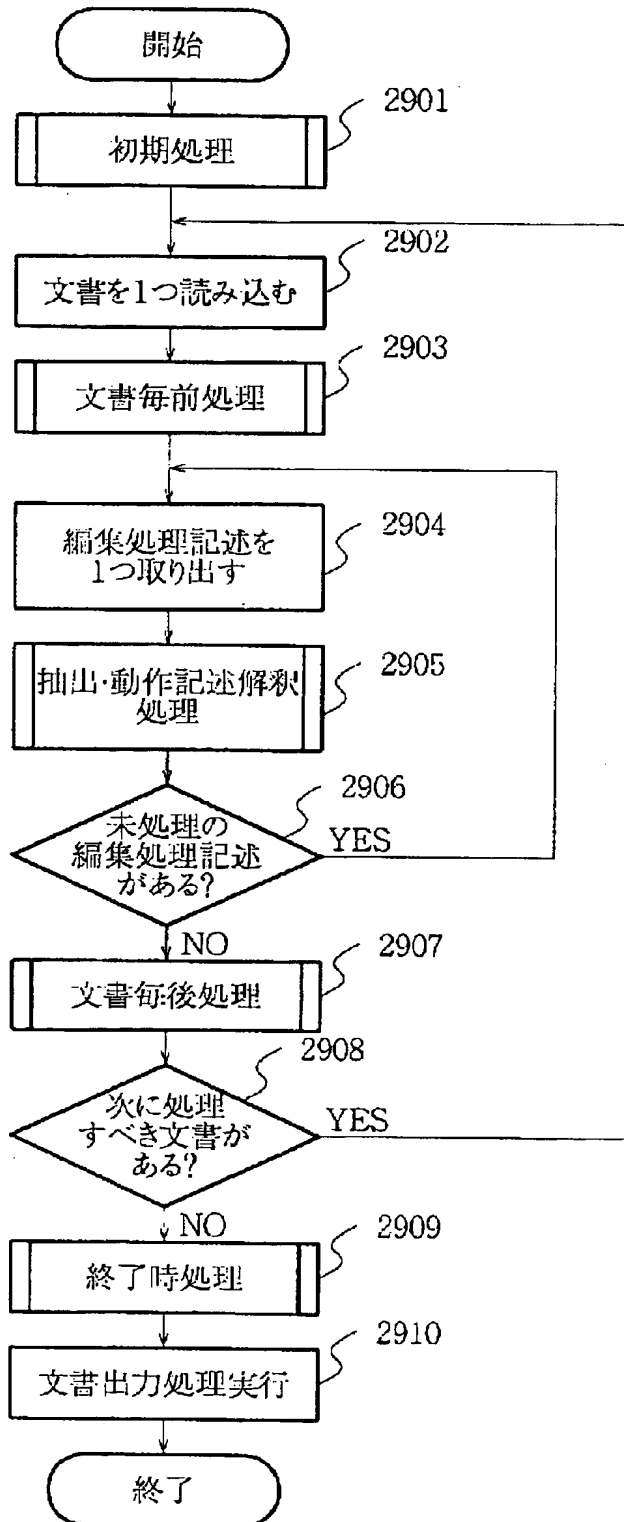 開始
2901
初期処理
2902
文書を1つ読み込む
2903
文書毎前処理
2904
編集処理記述を
1つ取り出す
2905
抽出・動作記述解釈
処理
2906
未処理の
編集処理記述
がある?
YES
NO
2907
文書毎後処理
2908
次に処理
すべき文書が
ある?
YES
NO
2909
終了時処理
2910
文書出力処理実行
終了